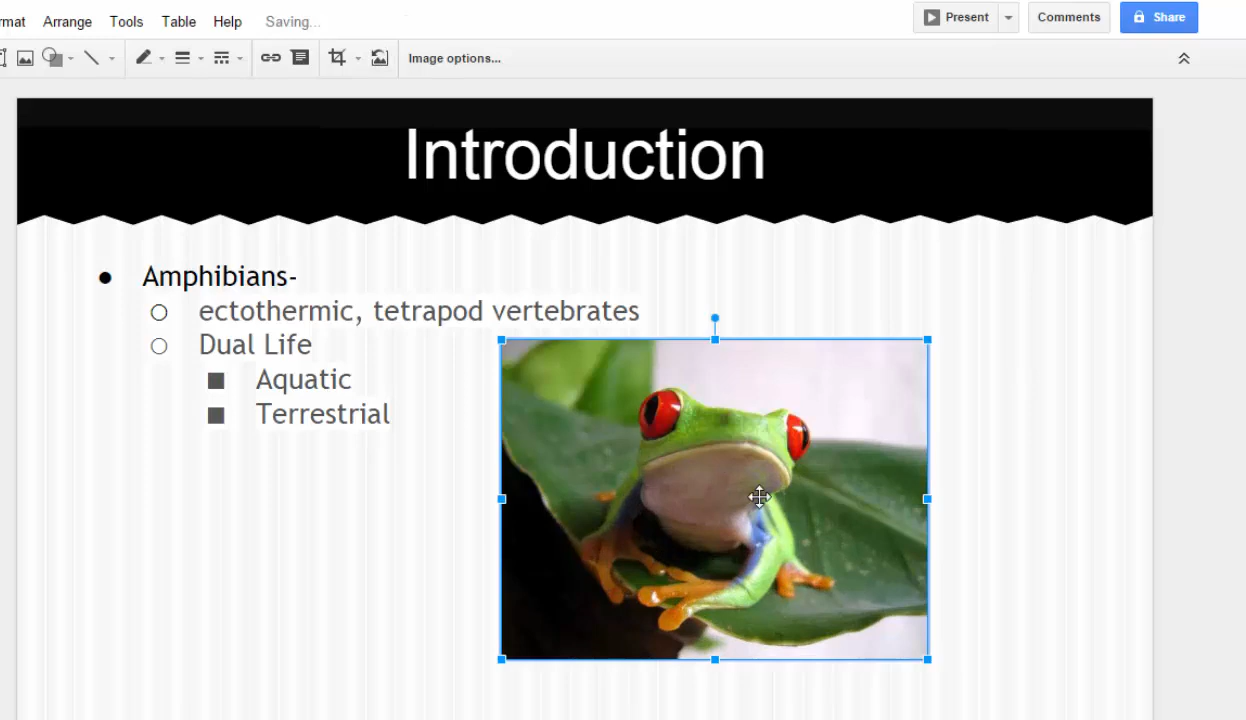 rmat Arrange Tools Table Help Saving... Present Comments Share
Image options...
Introduction
Amphibians-
ectothermic, tetrapod vertebrates
Dual Life
Aquatic
Terrestrial